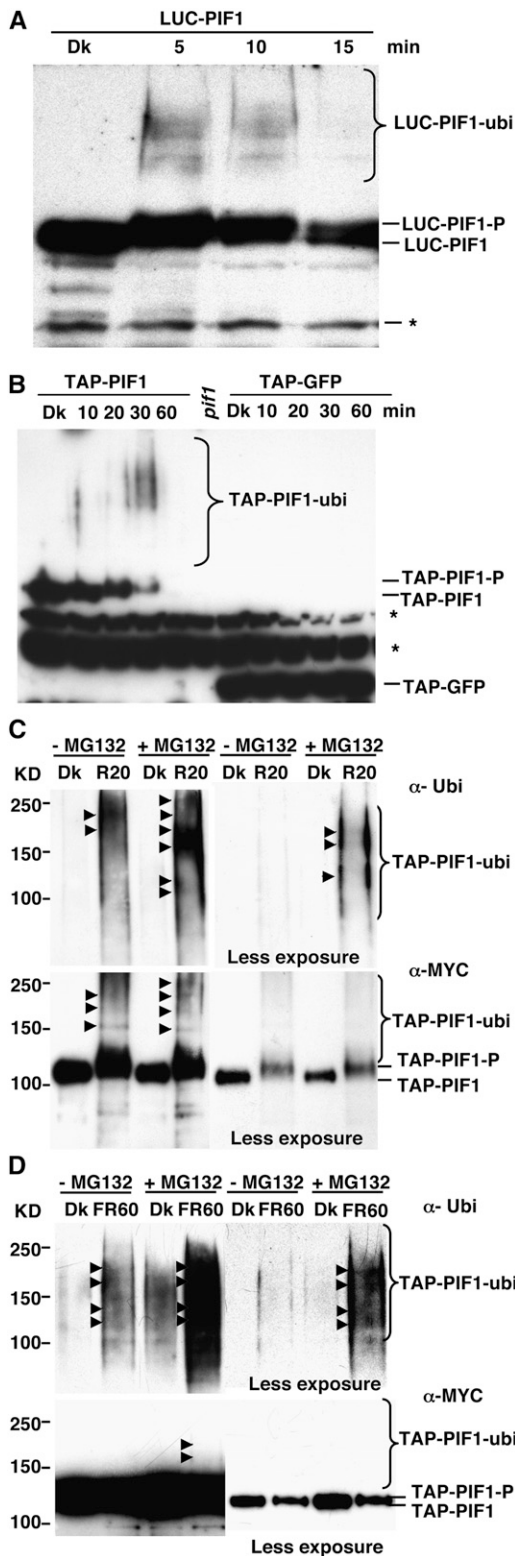 A
LUC-PIF1
Dk 5 10 15 min
LUC-PIF1-ubi
LUC-PIF1-P
LUC-PIF1
*
B
TAP-PIF1 pif1 TAP-GFP
Dk 10 20 30 60 Dk 10 20 30 60 min
TAP-PIF1-ubi
TAP-PIF1-P
TAP-PIF1
*
*
TAP-GFP
C
- MG132 + MG132 - MG132 + MG132
KD Dk R20 Dk R20 Dk R20 Dk R20 α- Ubi
250
150
100
TAP-PIF1-ubi
Less exposure
α-MYC
250
150
100
TAP-PIF1-ubi
TAP-PIF1-P
TAP-PIF1
Less exposure
D
- MG132 + MG132 - MG132 + MG132
KD Dk FR60 Dk FR60 Dk FR60 Dk FR60 α- Ubi
250
150
100
TAP-PIF1-ubi
Less exposure
α-MYC
250
150
100
TAP-PIF1-ubi
TAP-PIF1-P
TAP-PIF1
Less exposure